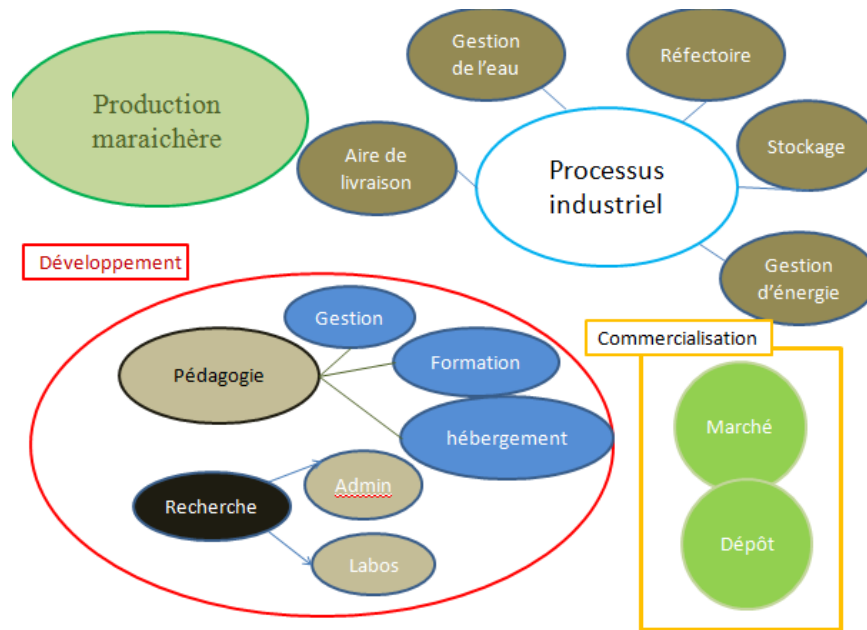 Production
maraichère
Gestion
de l'eau
Réfectoire
Aire de
livraison
Processus
industriel
Stockage
Gestion
d'énergie
Développement
Gestion
Pédagogie
Formation
hébergement
Recherche
Admin
Labos
Commercialisation
Marché
Dépôt